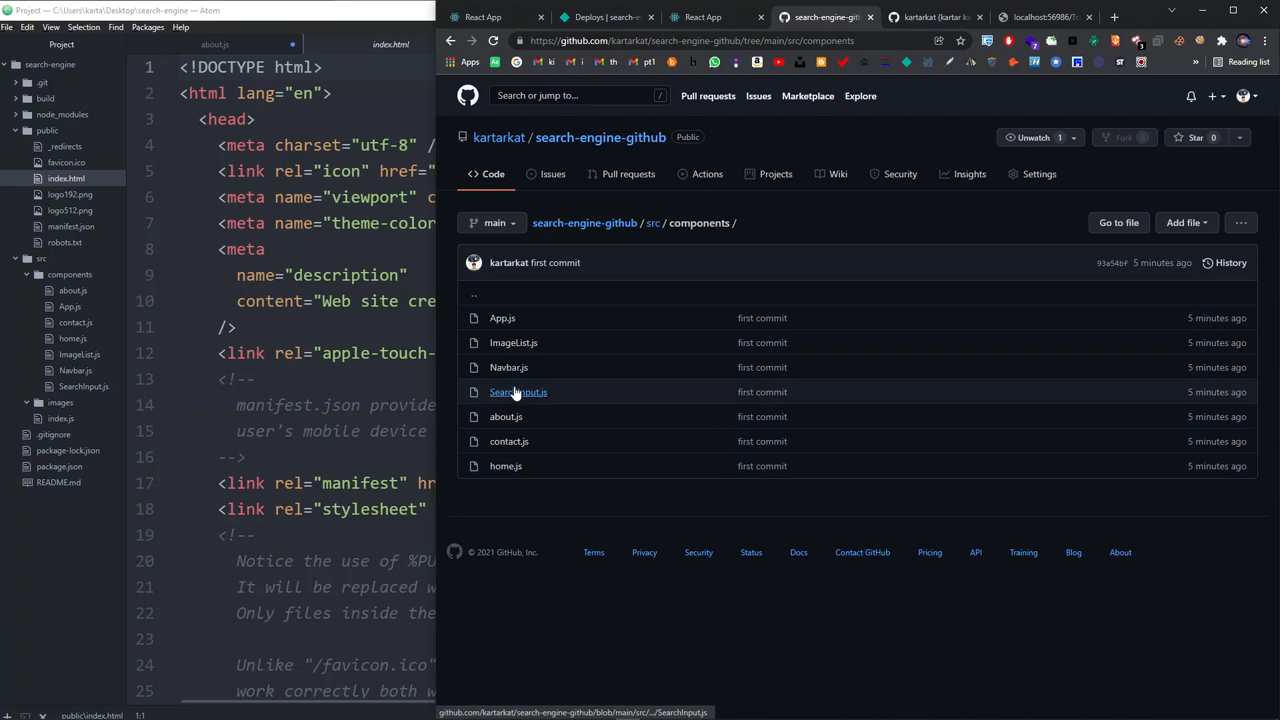 Project — C:\Users\karta\Desktop\search-engine — Atom
File Edit View Selection Find Packages Help
Project
search-engine
.git
build
node_modules
public
_redirects
favicon.ico
index.html
logo192.png
logo512.png
manifest.json
robots.txt
src
components
about.js
App.js
contact.js
home.js
ImageList.js
Navbar.js
SearchInput.js
images
index.js
.gitignore
package-lock.json
package.json
README.md
about.js
index.html
1 <!DOCTYPE html>
2 <html lang="en">
3 <head>
4 <meta charset="utf-8" /
5 <link rel="icon" href="
6 <meta name="viewport" c
7 <meta name="theme-color
8 <meta
9 name="description"
10 content="Web site cre
11 />
12 <link rel="apple-touch-
13 <!--
14 manifest.json provide
15 user's mobile device
16 -->
17 <link rel="manifest" hr
18 <link rel="stylesheet"
19 <!--
20 Notice the use of %PU
21 It will be replaced w
22 Only files inside the
23
24 Unlike "/favicon.ico"
25 work correctly both w
public\index.html 1:1
React App
Deploys | search-e
React App
search-engine-gith
kartarkat (kartar ka
localhost:56986/?c
https://github.com/kartarkat/search-engine-github/tree/main/src/components
Apps
ki
i
th
pt1
Reading list
Search or jump to... /
Pull requests Issues Marketplace Explore
kartarkat / search-engine-github Public
Unwatch 1
Fork 0
Star 0
Code Issues Pull requests Actions Projects Wiki Security Insights Settings
main
search-engine-github / src / components /
Go to file
Add file
kartarkat first commit 93a54bf 5 minutes ago History
..
App.js first commit 5 minutes ago
ImageList.js first commit 5 minutes ago
Navbar.js first commit 5 minutes ago
SearchInput.js first commit 5 minutes ago
about.js first commit 5 minutes ago
contact.js first commit 5 minutes ago
home.js first commit 5 minutes ago
© 2021 GitHub, Inc. Terms Privacy Security Status Docs Contact GitHub Pricing API Training Blog About
github.com/kartarkat/search-engine-github/blob/main/src/.../SearchInput.js